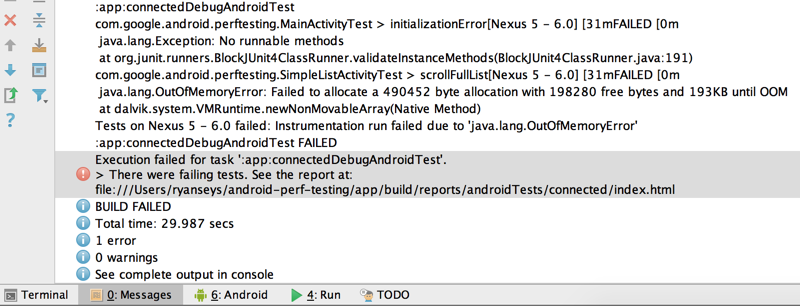 :app:connectedDebugAndroidTest
com.google.android.perftesting.MainActivityTest > initializationError[Nexus 5 - 6.0] [31mFAILED [0m
java.lang.Exception: No runnable methods
at org.junit.runners.BlockJUnit4ClassRunner.validateInstanceMethods(BlockJUnit4ClassRunner.java:191)
com.google.android.perftesting.SimpleListActivityTest > scrollFullList[Nexus 5 - 6.0] [31mFAILED [0m
java.lang.OutOfMemoryError: Failed to allocate a 490452 byte allocation with 198280 free bytes and 193KB until OOM
at dalvik.system.VMRuntime.newNonMovableArray(Native Method)
Tests on Nexus 5 - 6.0 failed: Instrumentation run failed due to 'java.lang.OutOfMemoryError'
:app:connectedDebugAndroidTest FAILED
Execution failed for task ':app:connectedDebugAndroidTest'.
> There were failing tests. See the report at:
file:///Users/ryanseys/android-perf-testing/app/build/reports/androidTests/connected/index.html
BUILD FAILED
Total time: 29.987 secs
1 error
0 warnings
See complete output in console
Terminal 0: Messages 6: Android 4: Run TODO